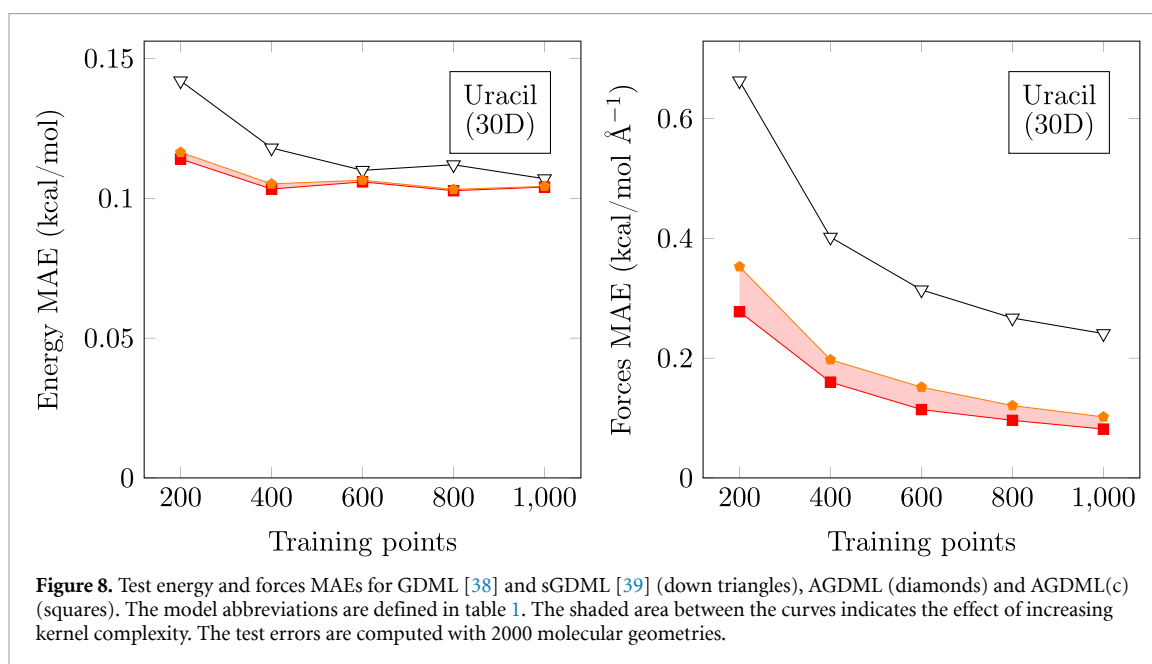 0.15
0.1
0.05
0
200 400 600 800 1,000
Training points
Energy MAE (kcal/mol)
Uracil
(30D)
0.6
0.4
0.2
0
200 400 600 800 1,000
Training points
Forces MAE (kcal/mol Å⁻¹)
Uracil
(30D)
Figure 8. Test energy and forces MAEs for GDML [38] and sGDML [39] (down triangles), AGDML (diamonds) and AGDML(c)
(squares). The model abbreviations are defined in table 1. The shaded area between the curves indicates the effect of increasing
kernel complexity. The test errors are computed with 2000 molecular geometries.